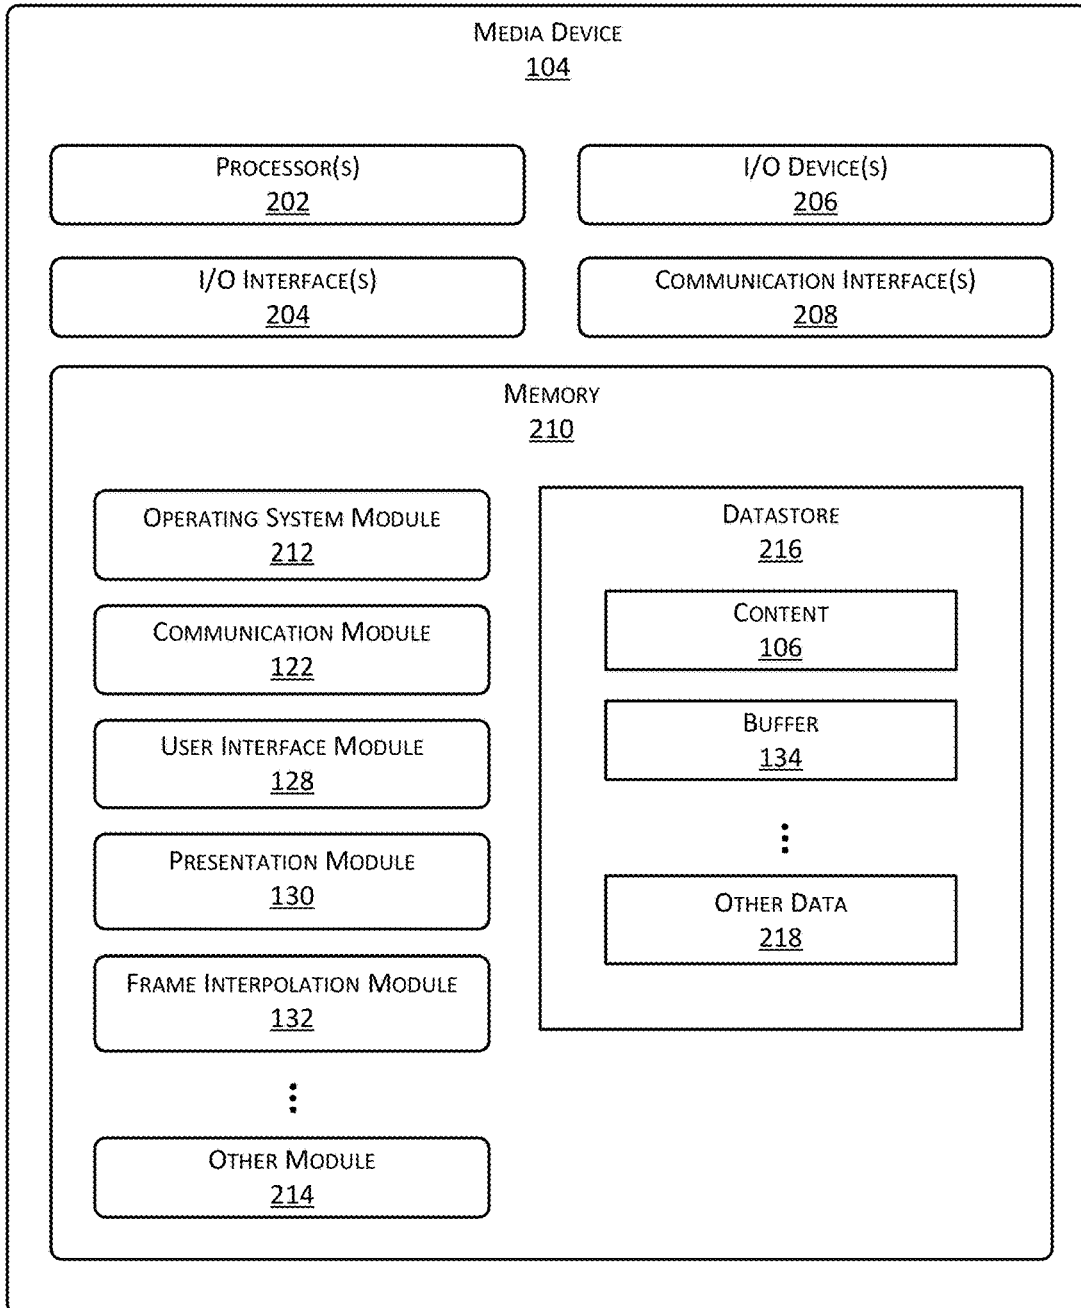 MEDIA DEVICE
104
PROCESSOR(S)
202
I/O DEVICE(S)
206
I/O INTERFACE(S)
204
COMMUNICATION INTERFACE(S)
208
MEMORY
210
OPERATING SYSTEM MODULE
212
COMMUNICATION MODULE
122
USER INTERFACE MODULE
128
PRESENTATION MODULE
130
FRAME INTERPOLATION MODULE
132
OTHER MODULE
214
DATASTORE
216
CONTENT
106
BUFFER
134
OTHER DATA
218